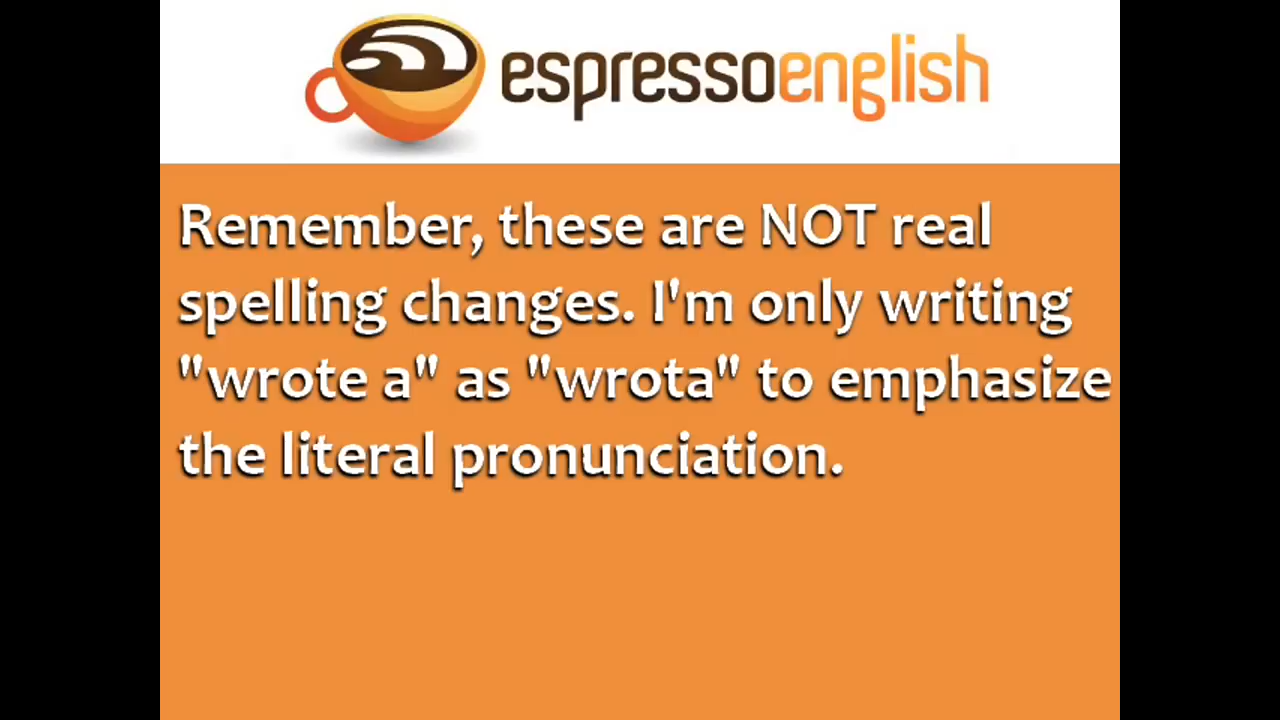 espressoenglish
Remember, these are NOT real
spelling changes. I'm only writing
"wrote a" as "wrota" to emphasize
the literal pronunciation.